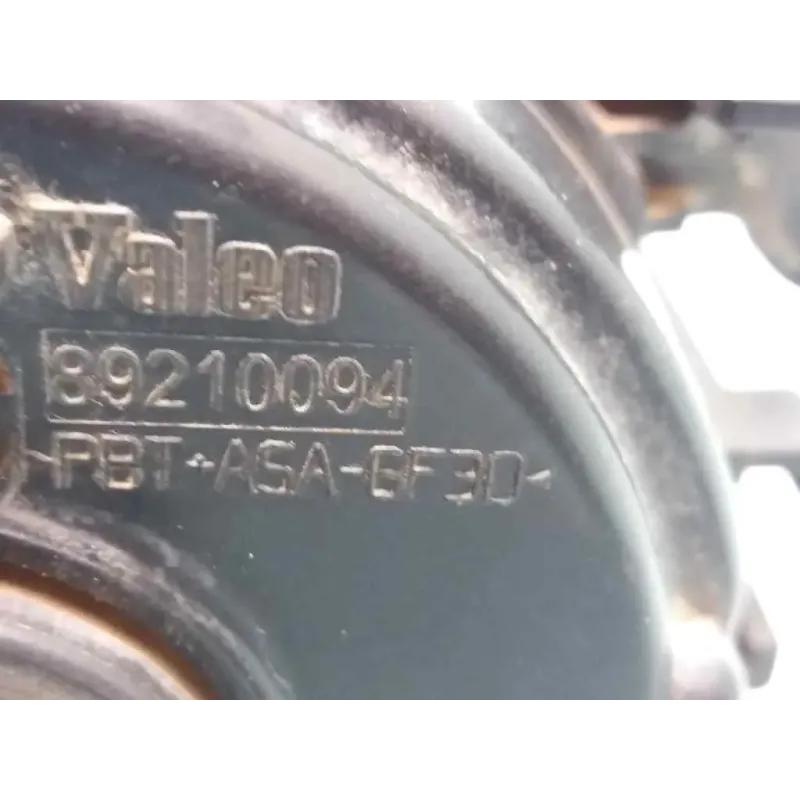 Valeo
89210094
>PBT+ASA-GF30<